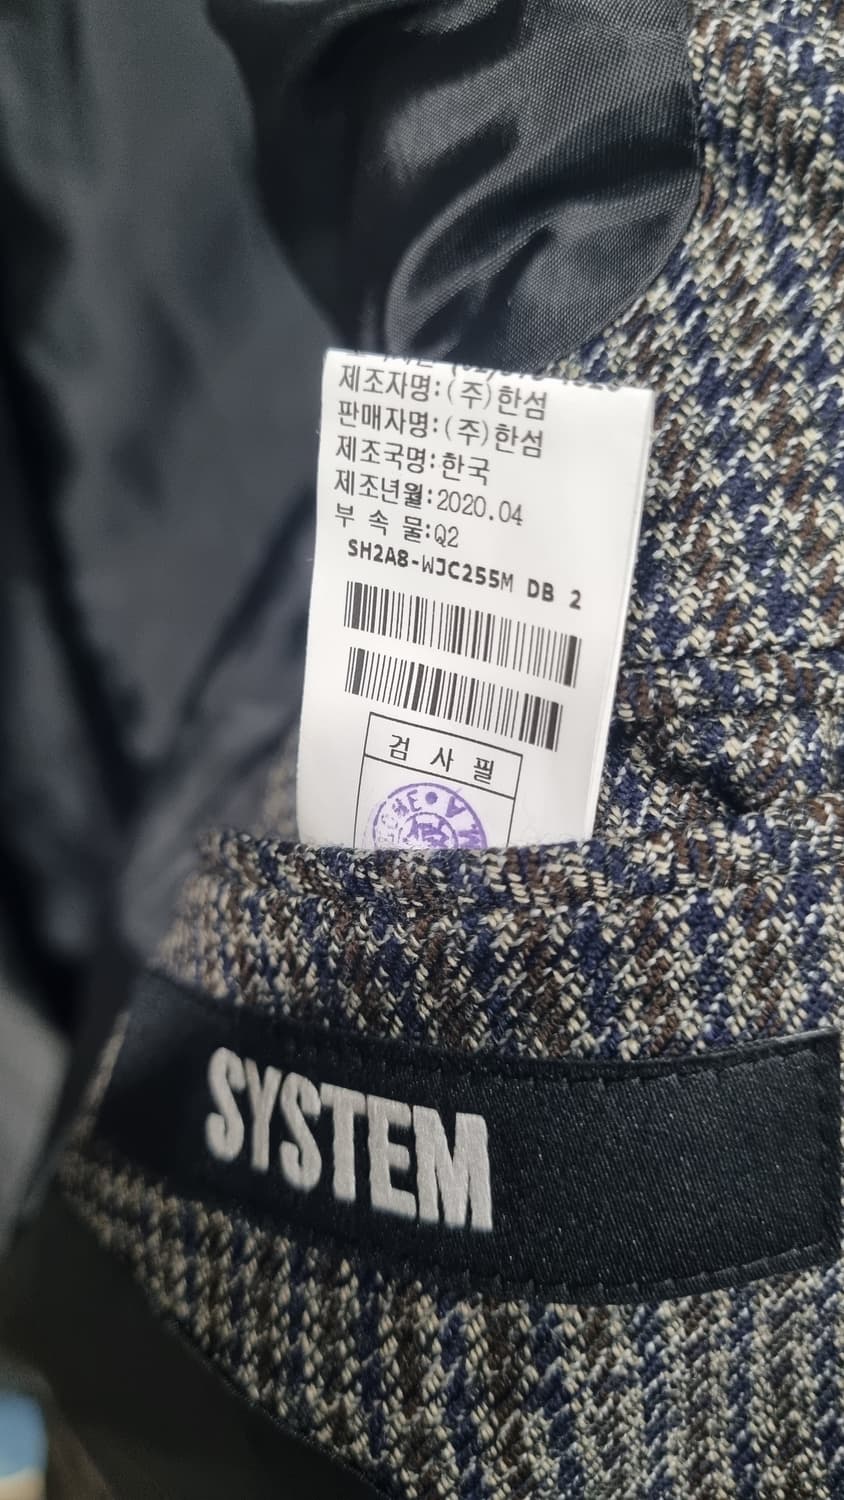 제조자명:(주)한섬
판매자명:(주)한섬
제조국명:한국
제조년월:2020.04
부 속 물:Q2
SH2A8-WJC255M DB 2
검 사 필
SYSTEM